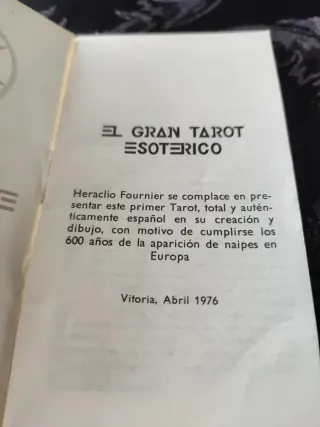 EL GRAN TAROT
ESOTERICO
Heraclio Fournier se complace en pre-
sentar este primer Tarot, total y autén-
ticamente español en su creación y
dibujo, con motivo de cumplirse los
600 años de la aparición de naipes en
Europa
Vitoria, Abril 1976